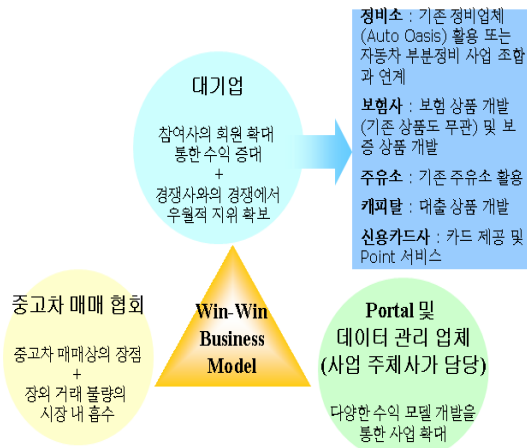 대기업
참여사의 회원 확대
통한 수익 증대
+
경쟁사와의 경쟁에서
우월적 지위 확보
정비소 : 기존 정비업체
(Auto Oasis) 활용 또는
자동차 부분정비 사업 조합
과 연계
보험사 : 보험 상품 개발
(기존 상품도 무관) 및 보
증 상품 개발
주유소 : 기존 주유소 활용
캐피탈 : 대출 상품 개발
신용카드사 : 카드 제공 및
Point 서비스
중고차 매매 협회
중고차 매매상의 장점
+
장외 거래 불량의
시장 내 흡수
Win-Win
Business
Model
Portal 및
데이터 관리 업체
(사업 주체사가 담당)
다양한 수익 모델 개발을
통한 사업 확대